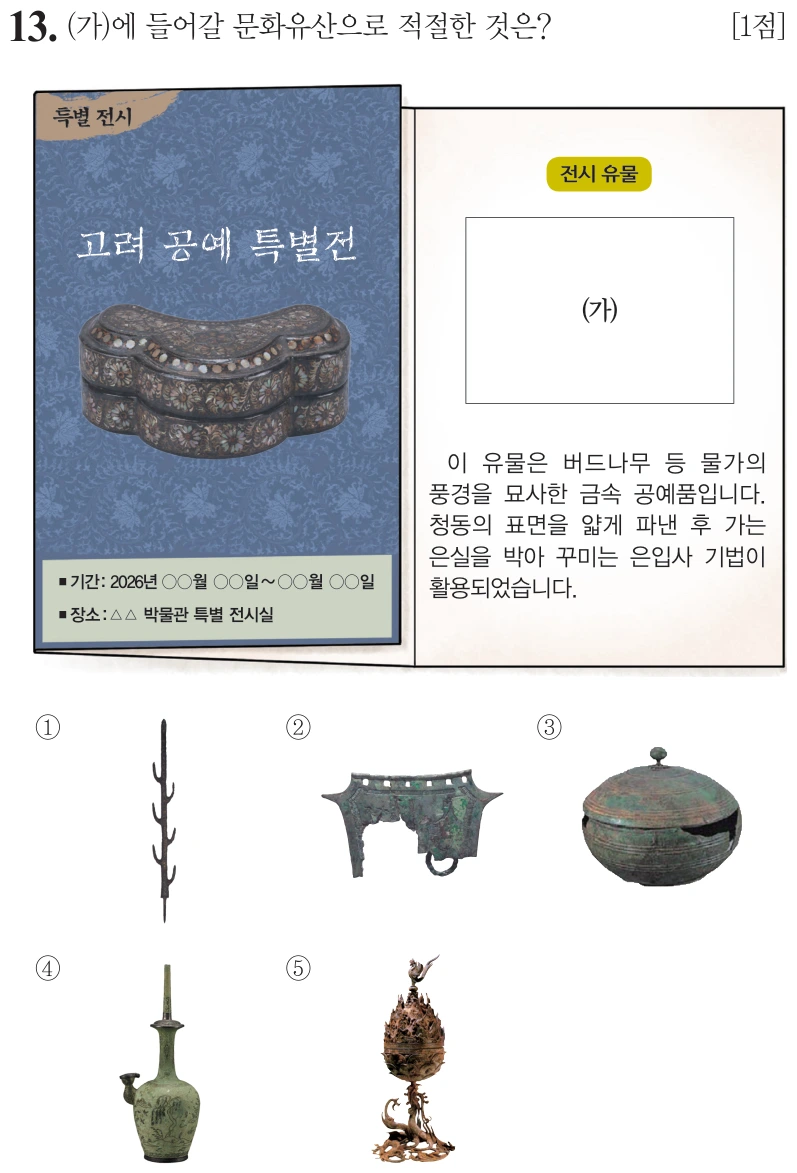 13. (가)에 들어갈 문화유산으로 적절한 것은? [1점]
특별 전시
고려 공예 특별전
■ 기간: 2026년 ○○월 ○○일~○○월 ○○일
■ 장소: △△ 박물관 특별 전시실
전시 유물
(가)
이 유물은 버드나무 등 물가의
풍경을 묘사한 금속 공예품입니다.
청동의 표면을 얇게 파낸 후 가는
은실을 박아 꾸미는 은입사 기법이
활용되었습니다.
① ② ③
④ ⑤